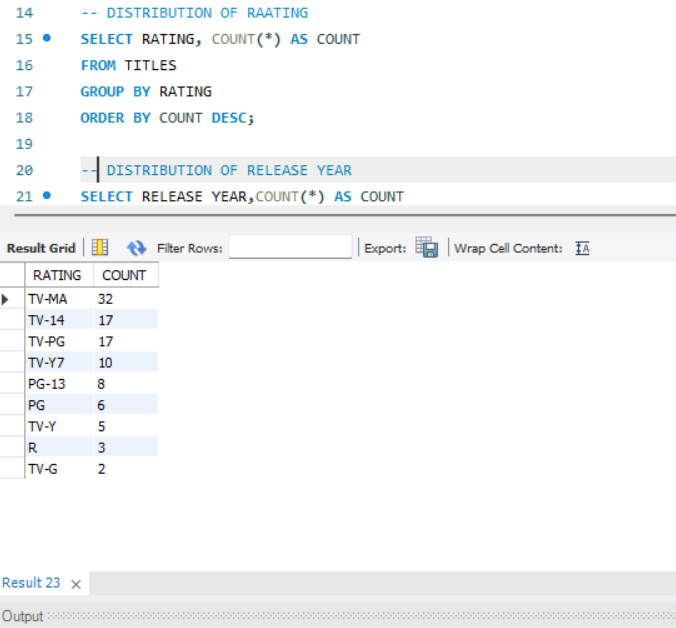 14 -- DISTRIBUTION OF RAATING
15 SELECT RATING, COUNT(*) AS COUNT
16 FROM TITLES
17 GROUP BY RATING
18 ORDER BY COUNT DESC;
19
20 -- DISTRIBUTION OF RELEASE YEAR
21 SELECT RELEASE YEAR,COUNT(*) AS COUNT
Result Grid Filter Rows: Export: Wrap Cell Content: IA
RATING COUNT
TV-MA 32
TV-14 17
TV-PG 17
TV-Y7 10
PG-13 8
PG 6
TV-Y 5
R 3
TV-G 2
Result 23 ×
Output